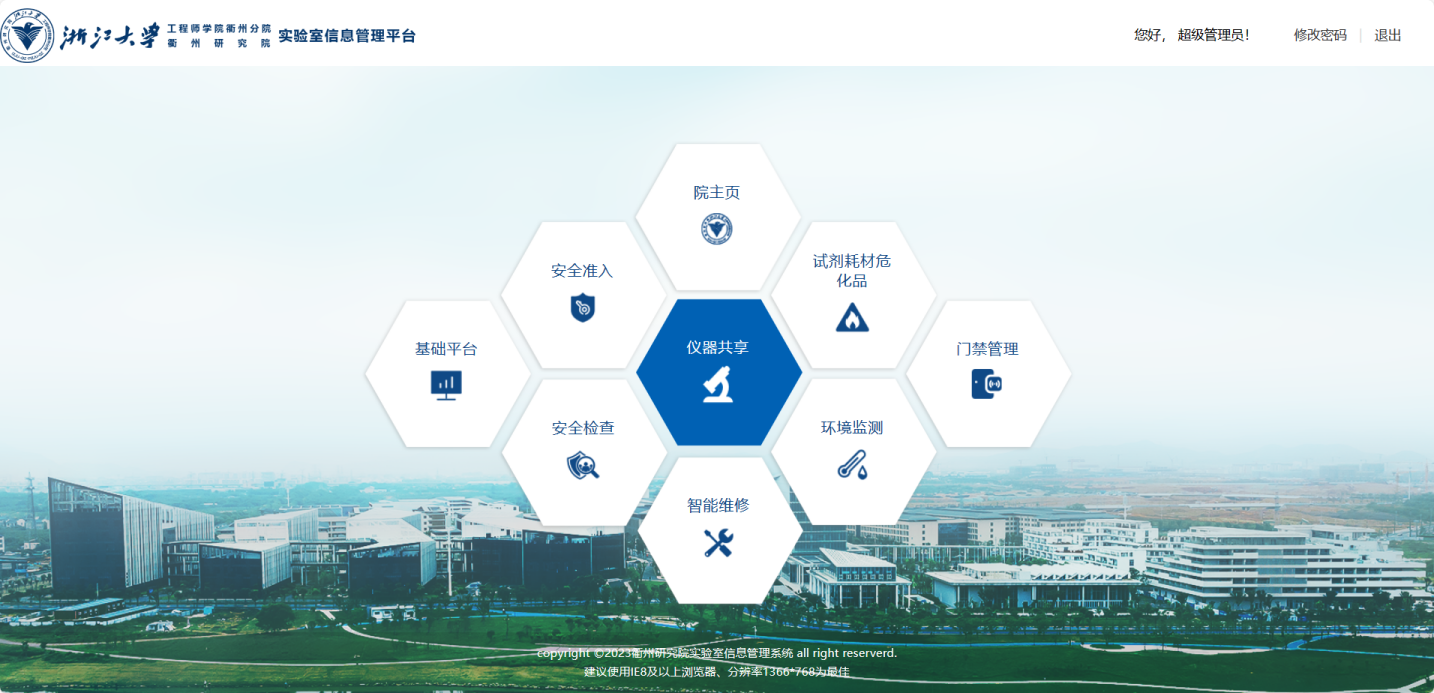 浙江大学
工程师学院衢州分院
衢州研究院
实验室信息管理平台
您好， 超级管理员！
修改密码
退出
院主页
安全准入
试剂耗材危
化品
基础平台
仪器共享
门禁管理
安全检查
环境监测
智能维修
copyright ©2023衢州研究院实验室信息管理系统 all right reserverd.
建议使用IE8及以上浏览器、分辨率1366*768为最佳